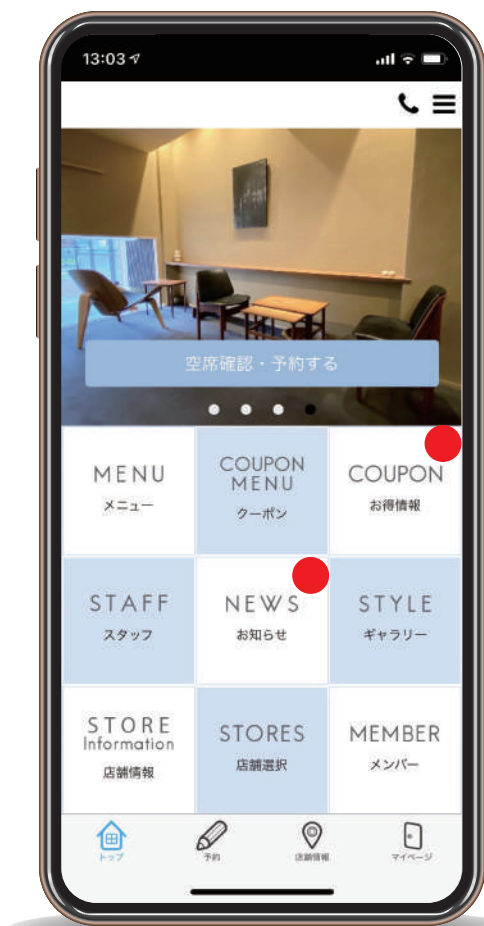 13:03
空席確認・予約する
MENU
メニュー
COUPON
MENU
クーポン
COUPON
お得情報
STAFF
スタッフ
NEWS
お知らせ
STYLE
ギャラリー
STORE
Information
店舗情報
STORES
店舗選択
MEMBER
メンバー
トップ
予約
店舗情報
マイページ